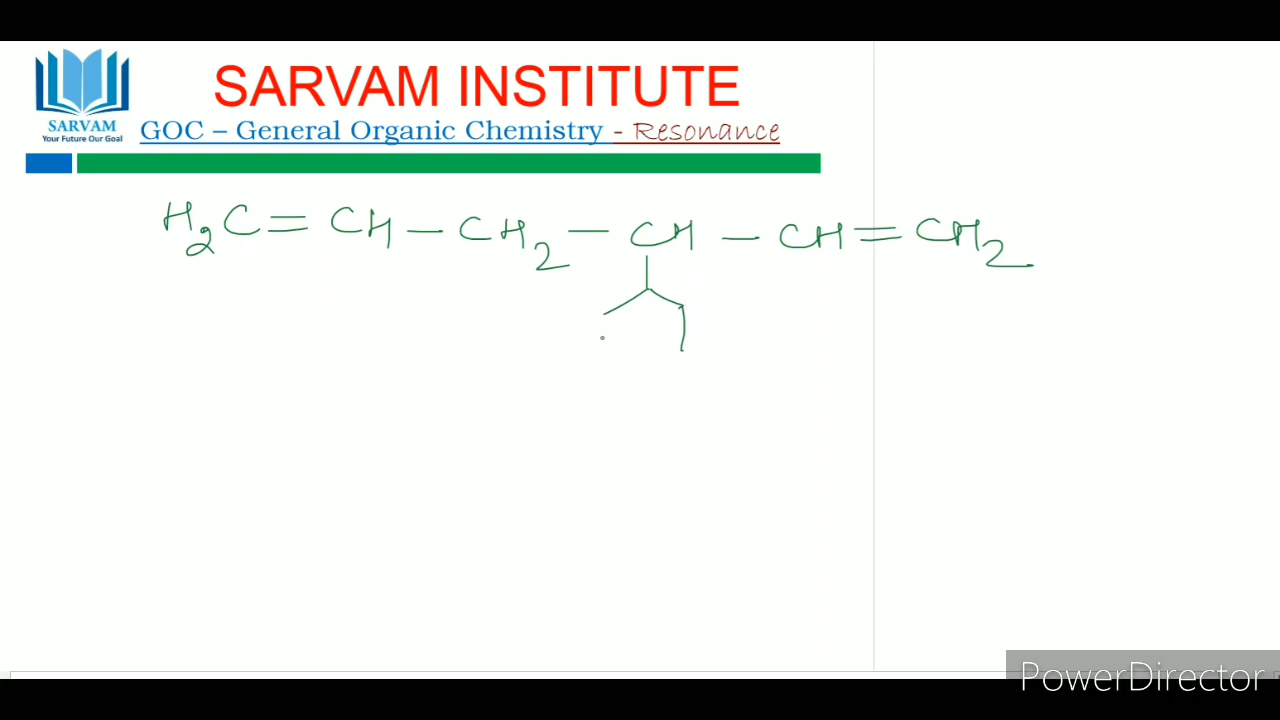 SARVAM INSTITUTE
SARVAM
Your Future Our Goal
GOC – General Organic Chemistry - Resonance
H2C = CH — CH2 — CH — CH = CH2
PowerDirector